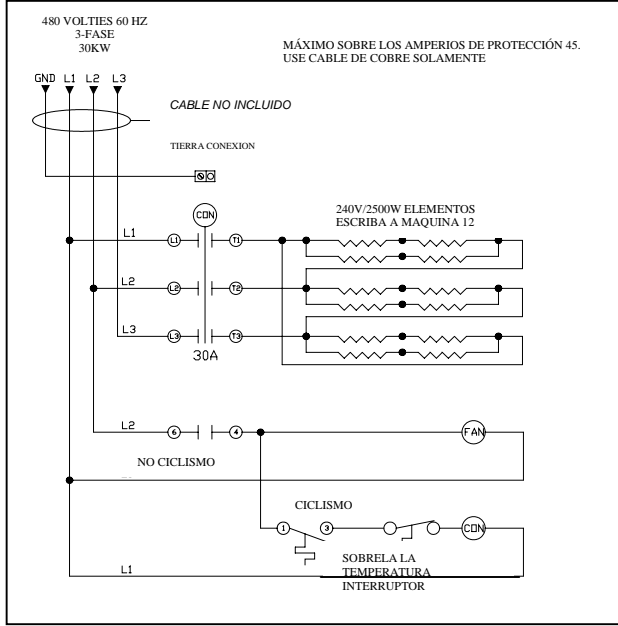 480 VOLTIES 60 HZ
3-FASE
30KW
MÁXIMO SOBRE LOS AMPERIOS DE PROTECCIÓN 45.
USE CABLE DE COBRE SOLAMENTE
GND L1 L2 L3
CABLE NO INCLUIDO
TIERRA CONEXION
CON
240V/2500W ELEMENTOS
ESCRIBA A MAQUINA 12
L1 L1 T1
L2 L2 T2
L3 L3 T3
30A
L2 6 4 FAN
NO CICLISMO
CICLISMO
1 3 CON
SOBRELA LA
TEMPERATURA
INTERRUPTOR
L1